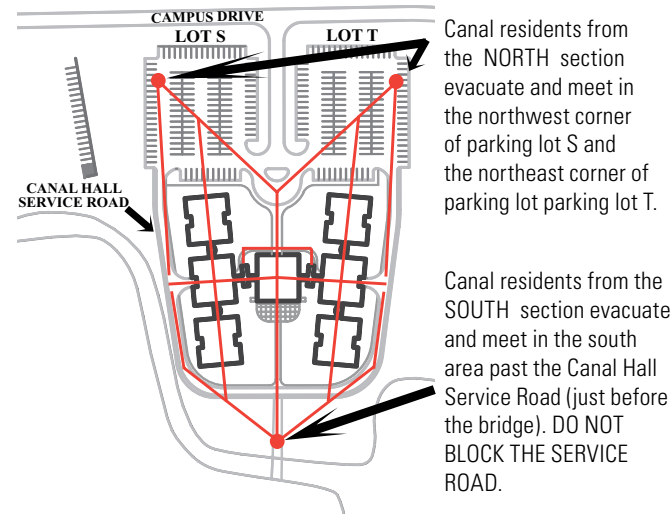 CAMPUS DRIVE
LOT S
LOT T
CANAL HALL
SERVICE ROAD
Canal residents from
the NORTH section
evacuate and meet in
the northwest corner
of parking lot S and
the northeast corner of
parking lot parking lot T.
Canal residents from the
SOUTH section evacuate
and meet in the south
area past the Canal Hall
Service Road (just before
the bridge). DO NOT
BLOCK THE SERVICE
ROAD.